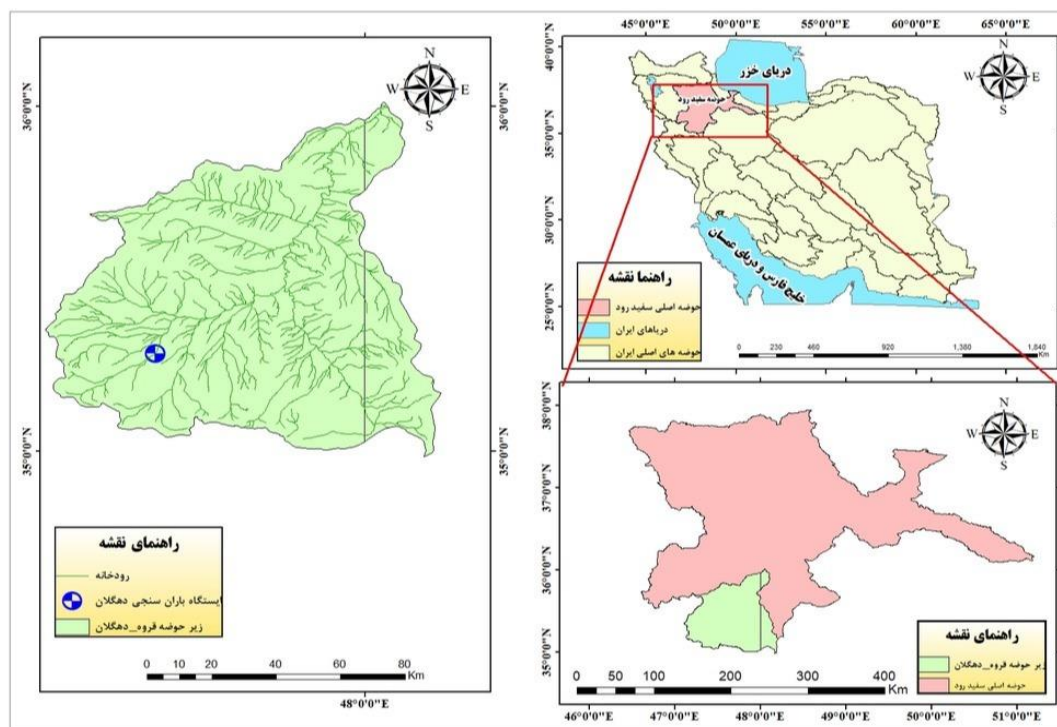 N
W E
S
36°0'0"N
36°0'0"N
35°0'0"N
35°0'0"N
راهنمای نقشه
رودخانه
ایستگاه باران سنجی دهگلان
زیر حوضه قروه_دهگلان
0 10 20 40 60 80
Km
48°0'0"E
45°0'0"E 50°0'0"E 55°0'0"E 60°0'0"E 65°0'0"E
40°0'0"N
35°0'0"N
30°0'0"N
25°0'0"N
N
W E
S
دریای خزر
حوضه سفید رود
خلیج فارس و دریای عمسان
راهنما نقشه
حوضه اصلی سفید رود
دریاهای ایران
حوضه های اصلی ایران
0 230 460 920 1,380 1,840
Km
38°0'0"N
37°0'0"N
36°0'0"N
35°0'0"N
N
W E
S
راهنمای نقشه
زیر حوضه قروه_دهگلان
حوضه اصلی سفید رود
0 100 200 300 400
Km
46°0'0"E 47°0'0"E 48°0'0"E 49°0'0"E 50°0'0"E 51°0'0"E